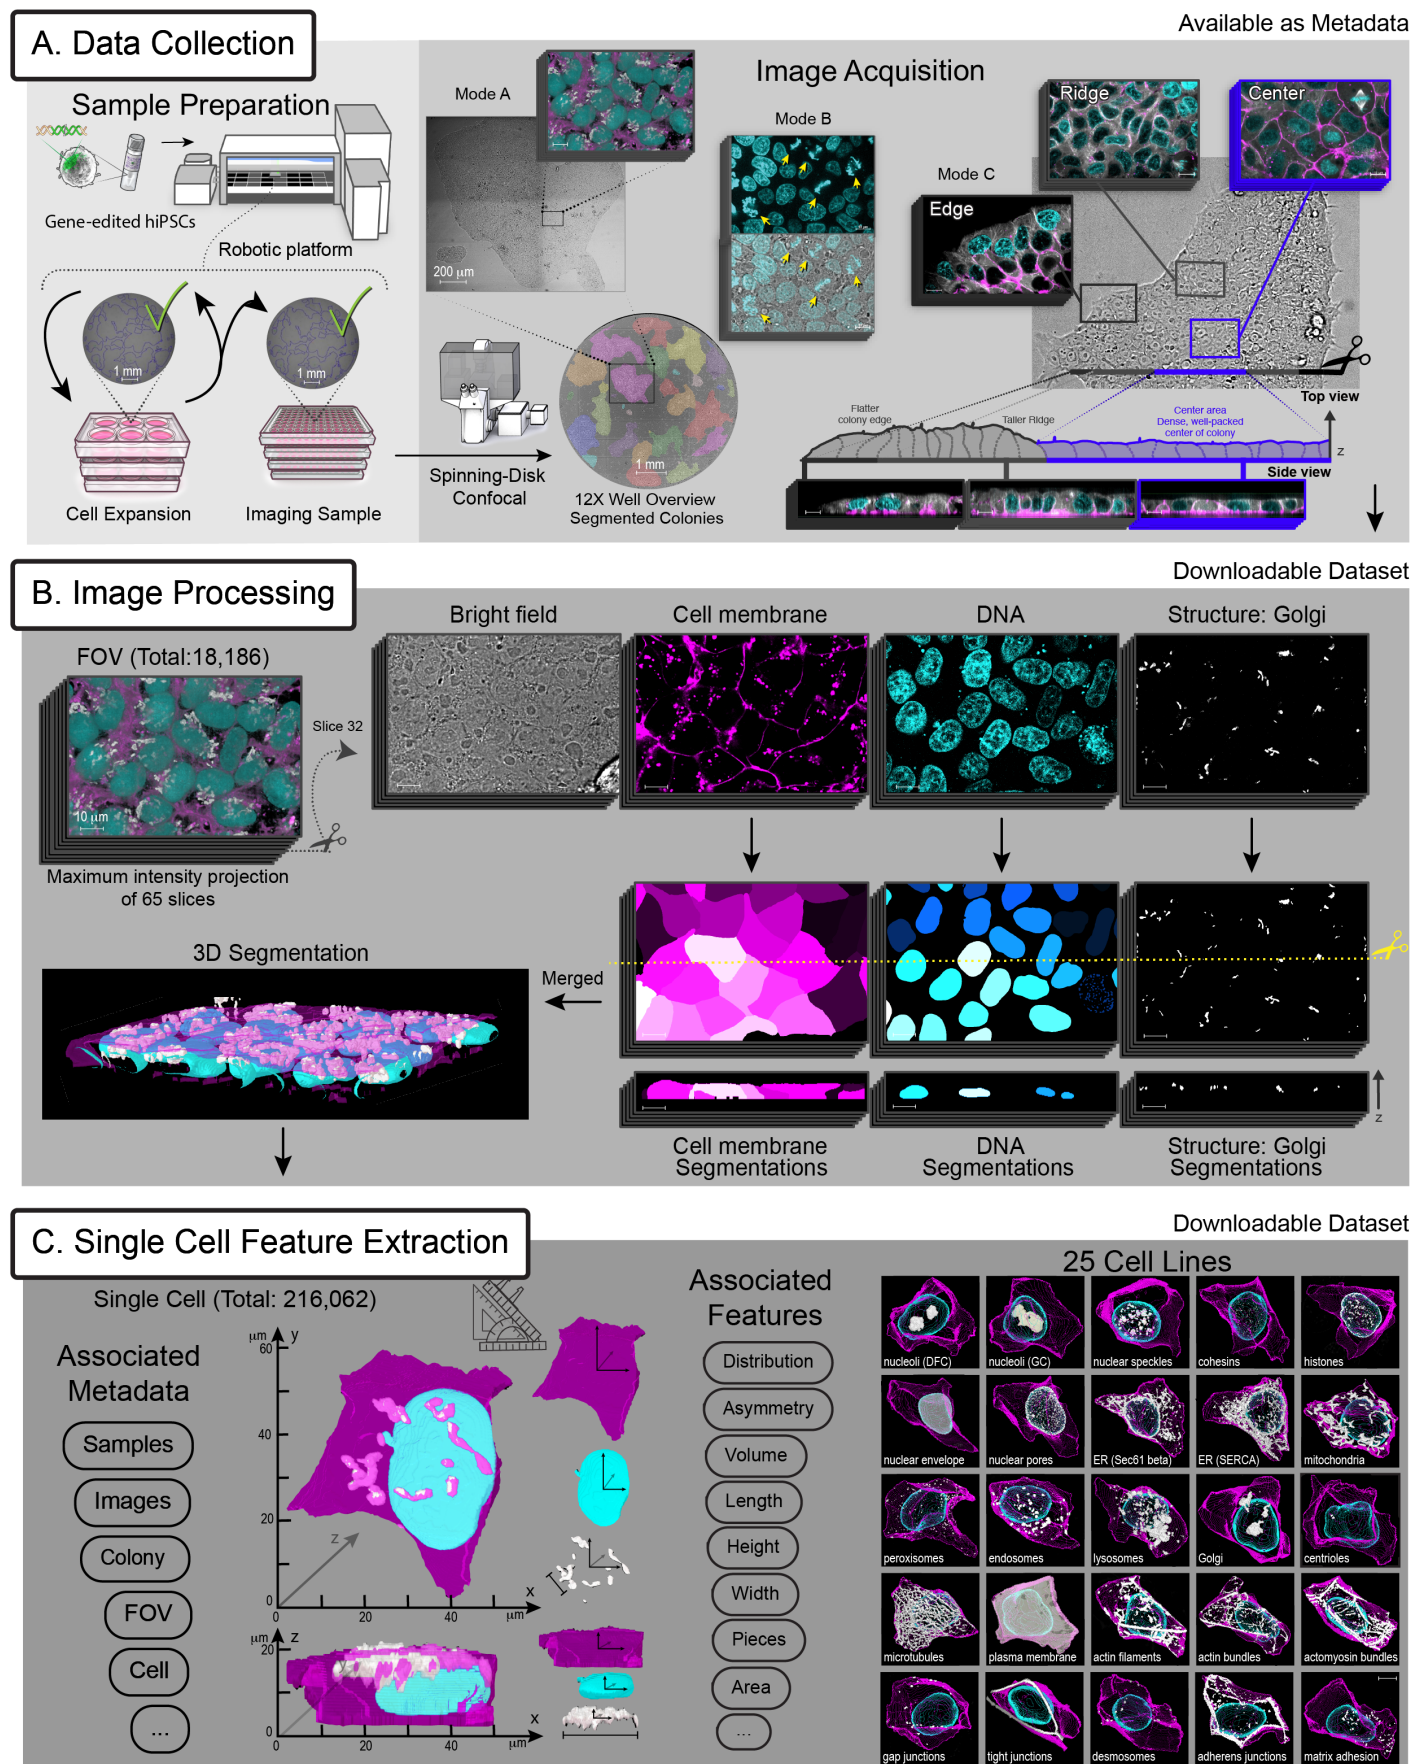 A. Data Collection
Available as Metadata
Sample Preparation
Gene-edited hiPSCs
Robotic platform
1 mm
1 mm
Cell Expansion
Imaging Sample
Image Acquisition
Mode A
200 µm
Mode B
Mode C
Ridge
Center
Edge
Spinning-Disk
Confocal
1 mm
12X Well Overview
Segmented Colonies
Top view
Flatter
colony edge
Taller Ridge
Center area
Dense, well-packed
center of colony
z
Side view
B. Image Processing
Downloadable Dataset
FOV (Total:18,186)
10 µm
Maximum intensity projection
of 65 slices
Slice 32
Bright field
Cell membrane
DNA
Structure: Golgi
3D Segmentation
Merged
z
Cell membrane
Segmentations
DNA
Segmentations
Structure: Golgi
Segmentations
C. Single Cell Feature Extraction
Downloadable Dataset
Single Cell (Total: 216,062)
Associated
Metadata
Samples
Images
Colony
FOV
Cell
...
µm
y
60
40
20
0
z
x
20
40
µm
µm
z
20
0
y
x
20
40
µm
Associated
Features
Distribution
Asymmetry
Volume
Length
Height
Width
Pieces
Area
...
25 Cell Lines
nucleoli (DFC)
nucleoli (GC)
nuclear speckles
cohesins
histones
nuclear envelope
nuclear pores
ER (Sec61 beta)
ER (SERCA)
mitochondria
peroxisomes
endosomes
lysosomes
Golgi
centrioles
microtubules
plasma membrane
actin filaments
actin bundles
actomyosin bundles
gap junctions
tight junctions
desmosomes
adherens junctions
matrix adhesion